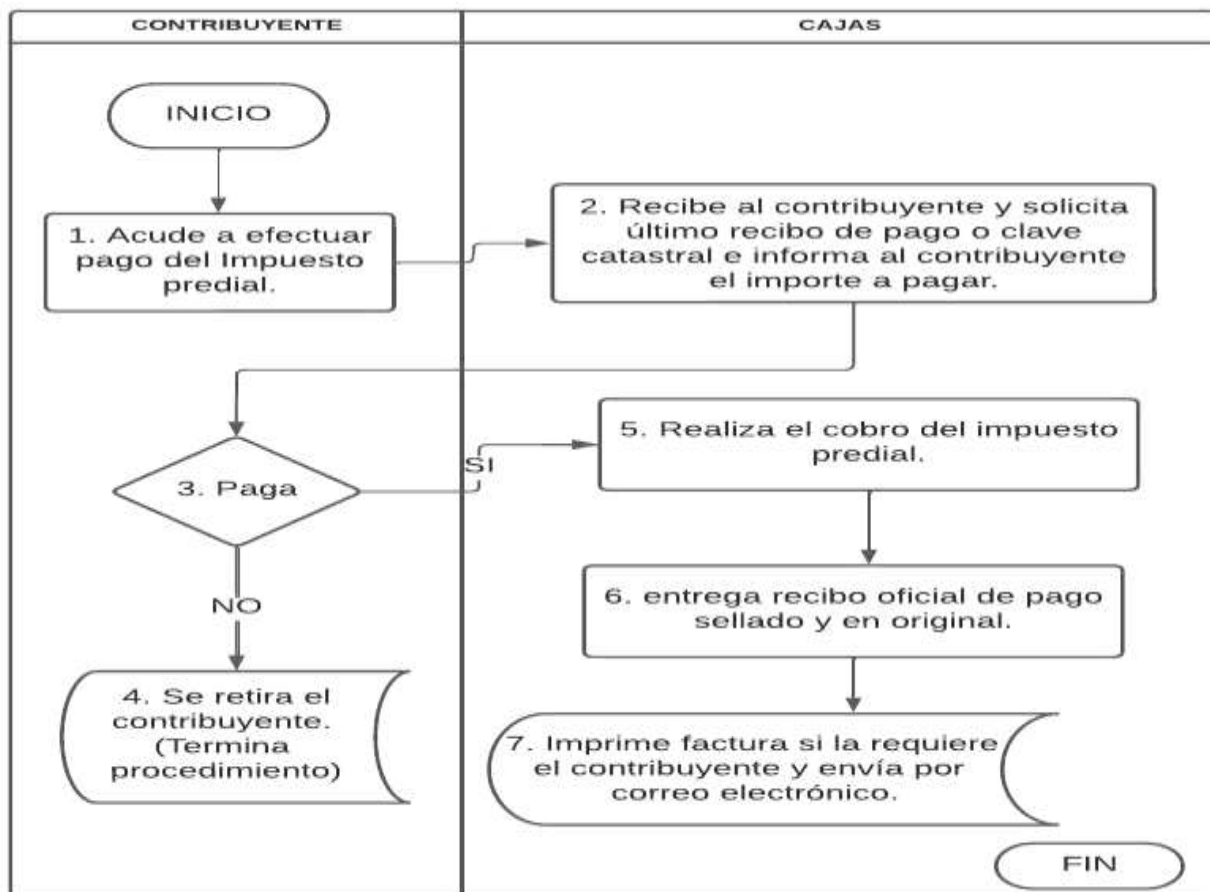 CONTRIBUYENTE
CAJAS
INICIO
1. Acude a efectuar
pago del Impuesto
predial.
2. Recibe al contribuyente y solicita
último recibo de pago o clave
catastral e informa al contribuyente
el importe a pagar.
3. Paga
SI
NO
4. Se retira el
contribuyente.
(Termina
procedimiento)
5. Realiza el cobro del impuesto
predial.
6. entrega recibo oficial de pago
sellado y en original.
7. Imprime factura si la requiere
el contribuyente y envía por
correo electrónico.
FIN